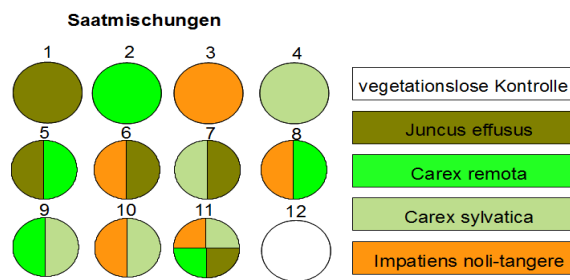 Saatmischungen
1 2 3 4
5 6 7 8
9 10 11 12
vegetationslose Kontrolle
Juncus effusus
Carex remota
Carex sylvatica
Impatiens noli-tangere